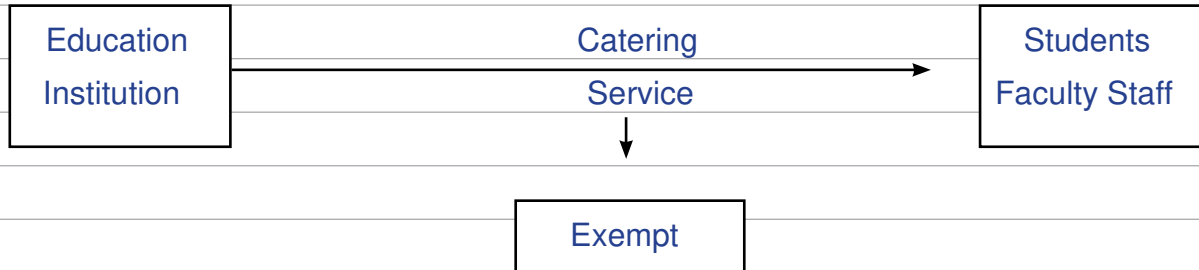 Education
Institution
Catering
Service
Students
Faculty Staff
Exempt